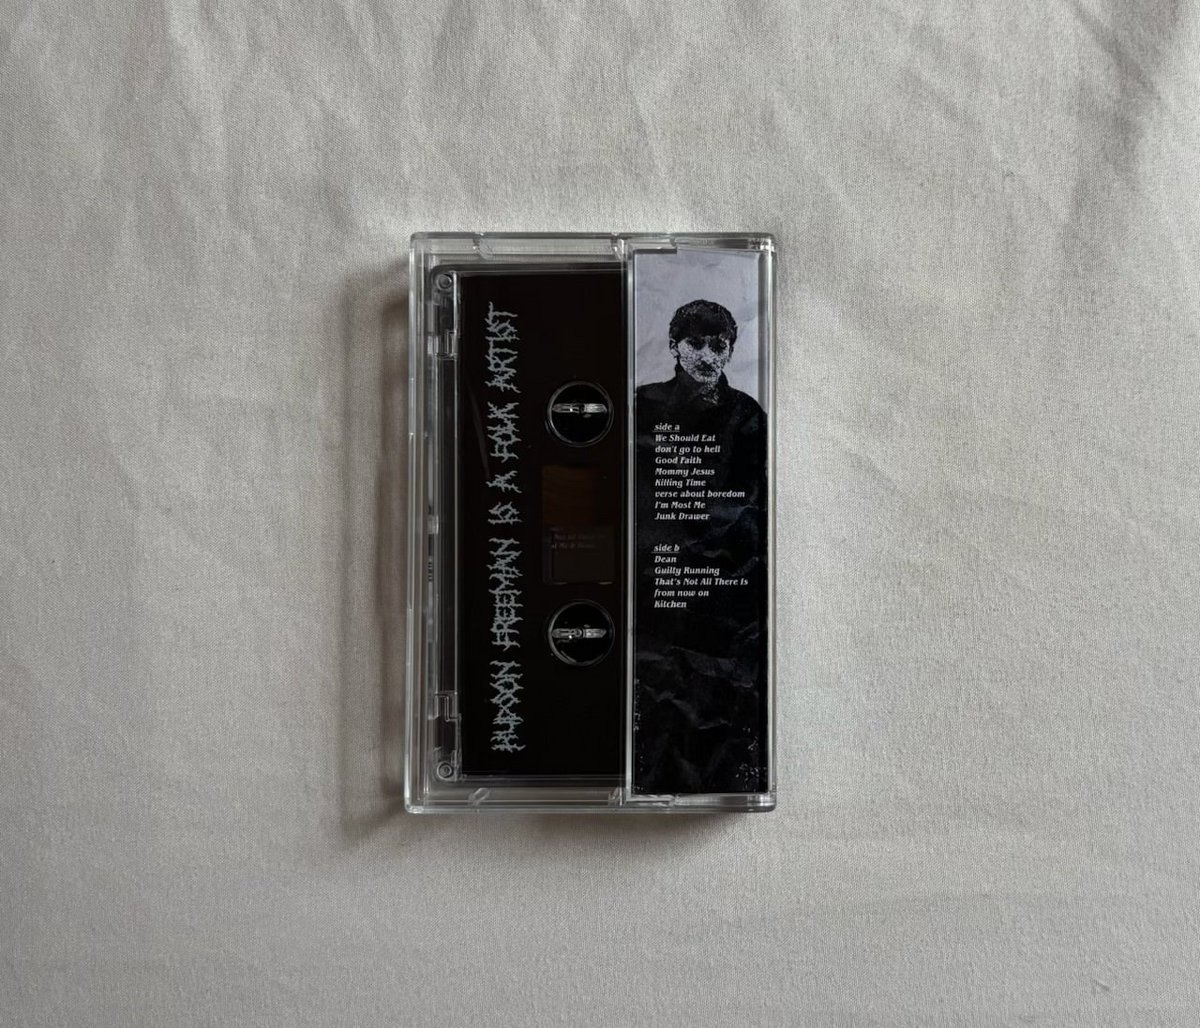 HUDSON FREEMAN IS A FOLK ARTIST
side a
We Should Eat
don't go to hell
Good Faith
Mommy Jesus
Killing Time
verse about boredom
I'm Most Me
Junk Drawer
side b
Dean
Guilty Running
That's Not All There Is
from now on
Kitchen